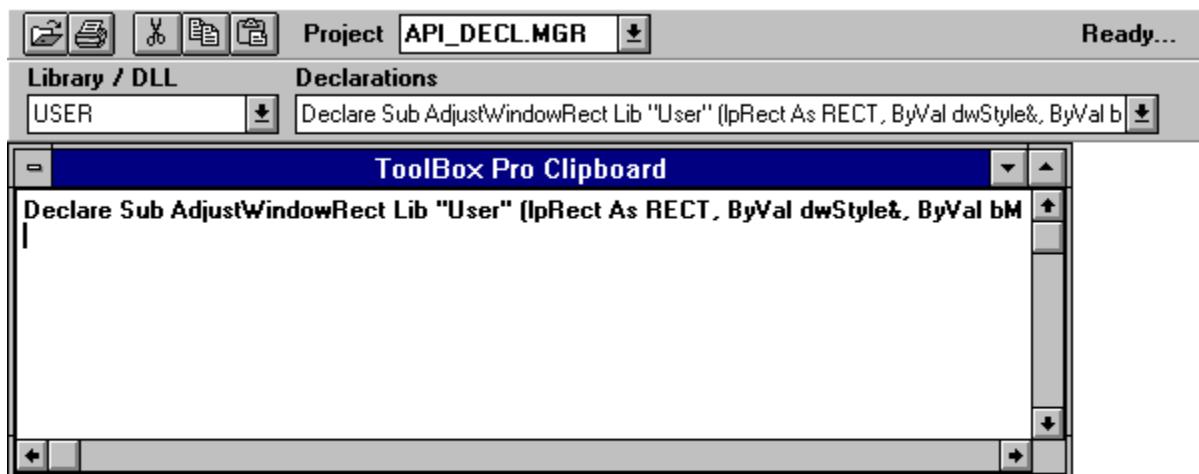 Project API_DECL.MGR Ready...
Library / DLL Declarations
USER Declare Sub AdjustWindowRect Lib "User" (lpRect As RECT, ByVal dwStyle&, ByVal b
ToolBox Pro Clipboard
Declare Sub AdjustWindowRect Lib "User" (lpRect As RECT, ByVal dwStyle&, ByVal bM